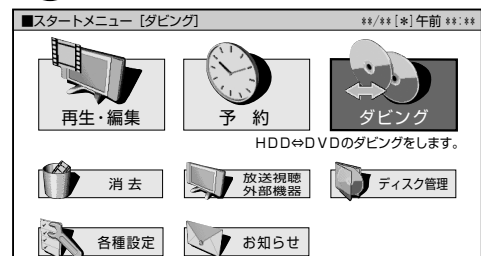 ■スタートメニュー [ダビング] **/** [*] 午前 **:**
再生・編集 予約 ダビング
HDD⇔DVDのダビングをします。
消去 放送視聴 外部機器 ディスク管理
各種設定 お知らせ